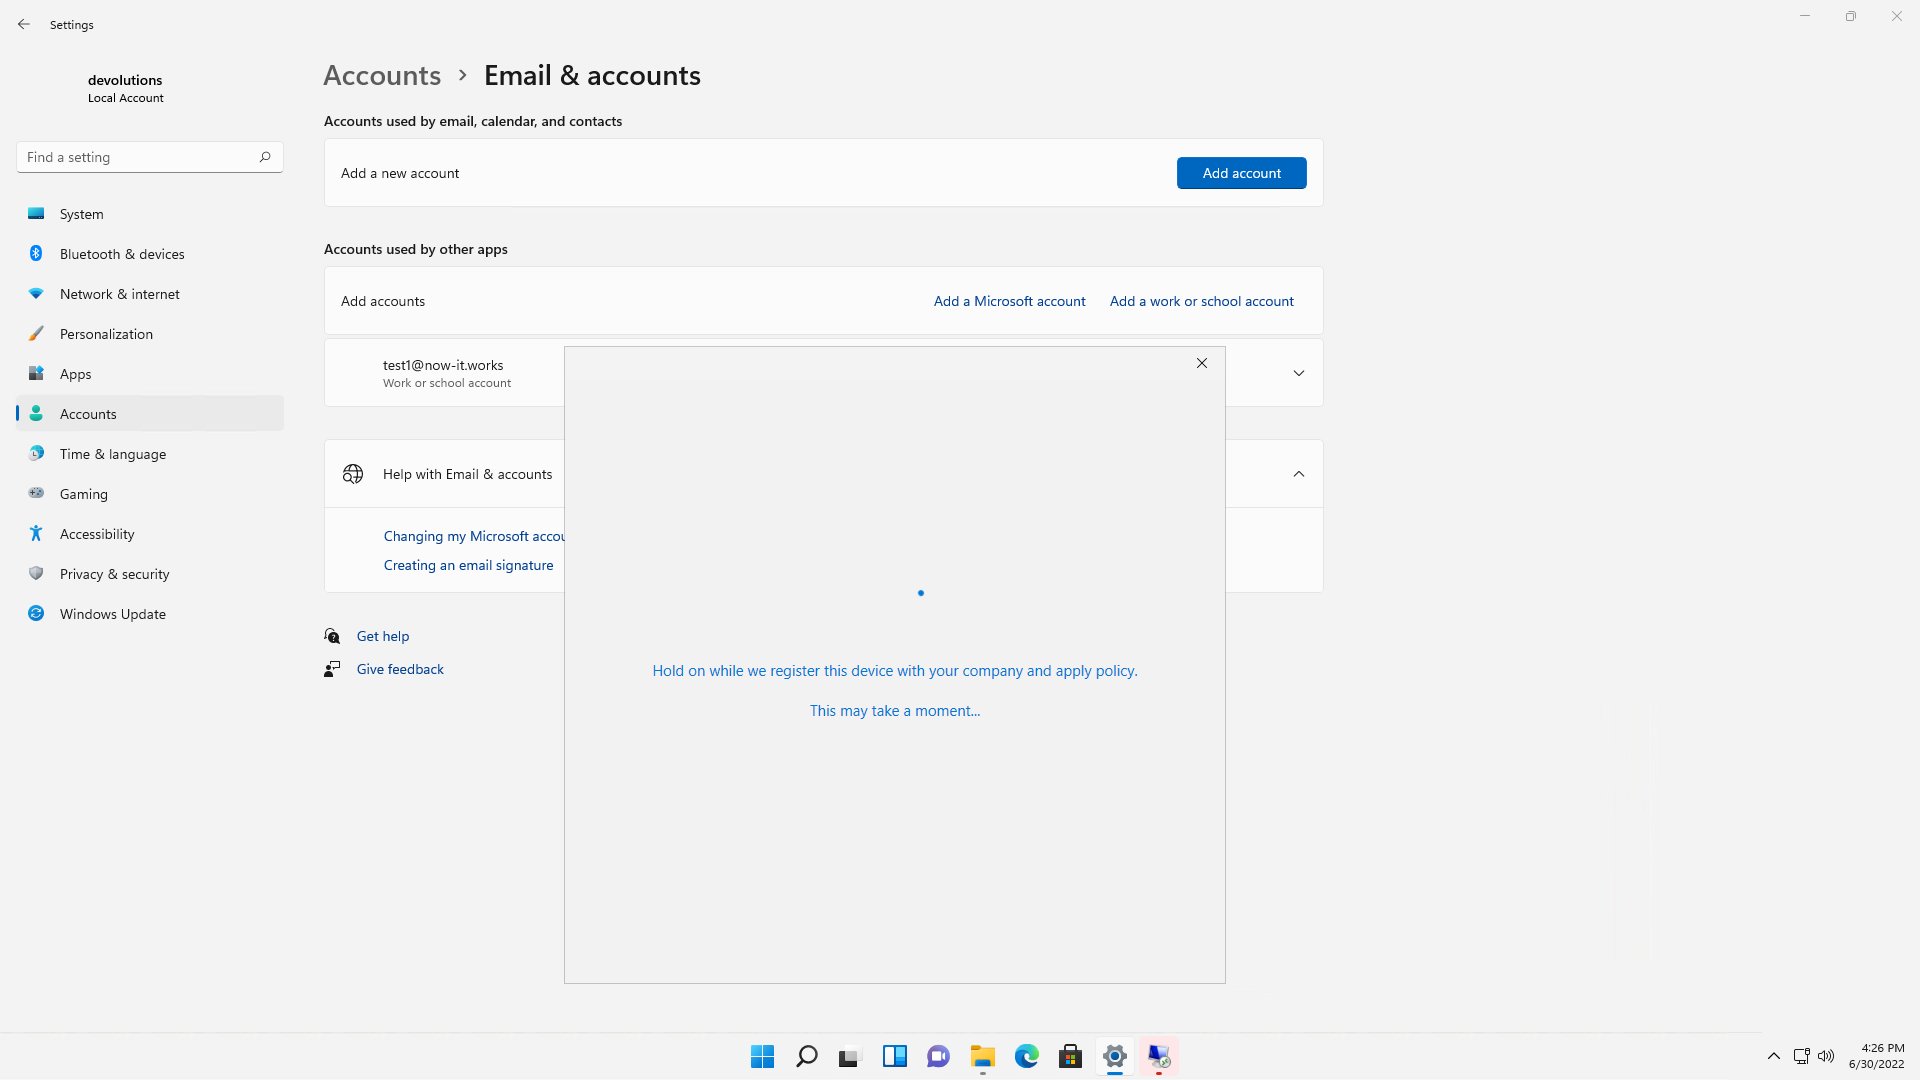 Settings
devolutions
Local Account
Find a setting
System
Bluetooth & devices
Network & internet
Personalization
Apps
Accounts
Time & language
Gaming
Accessibility
Privacy & security
Windows Update
Accounts > Email & accounts
Accounts used by email, calendar, and contacts
Add a new account
Add account
Accounts used by other apps
Add accounts
Add a Microsoft account
Add a work or school account
test1@now-it.works
Work or school account
Help with Email & accounts
Changing my Microsoft accou
Creating an email signature
Get help
Give feedback
Hold on while we register this device with your company and apply policy.
This may take a moment...
4:26 PM
6/30/2022